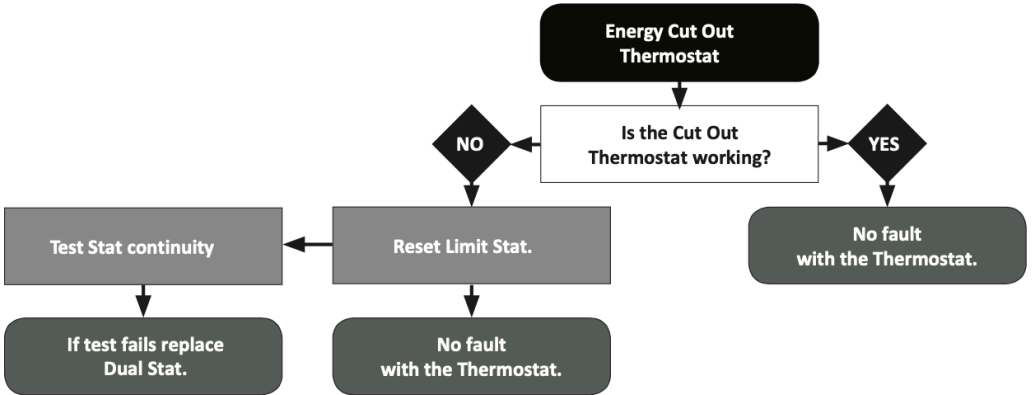 Energy Cut Out
Thermostat
Is the Cut Out
Thermostat working?
NO
YES
Test Stat continuity
Reset Limit Stat.
No fault
with the Thermostat.
If test fails replace
Dual Stat.
No fault
with the Thermostat.